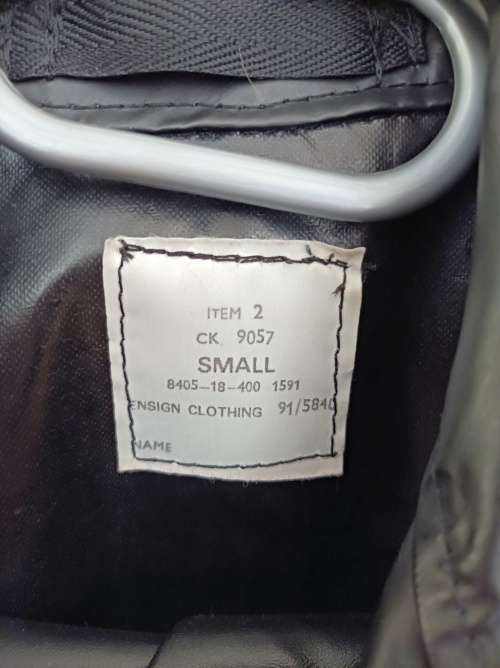 ITEM 2
CK 9057
SMALL
8405-18-400 1591
ENSIGN CLOTHING 91/5840
NAME